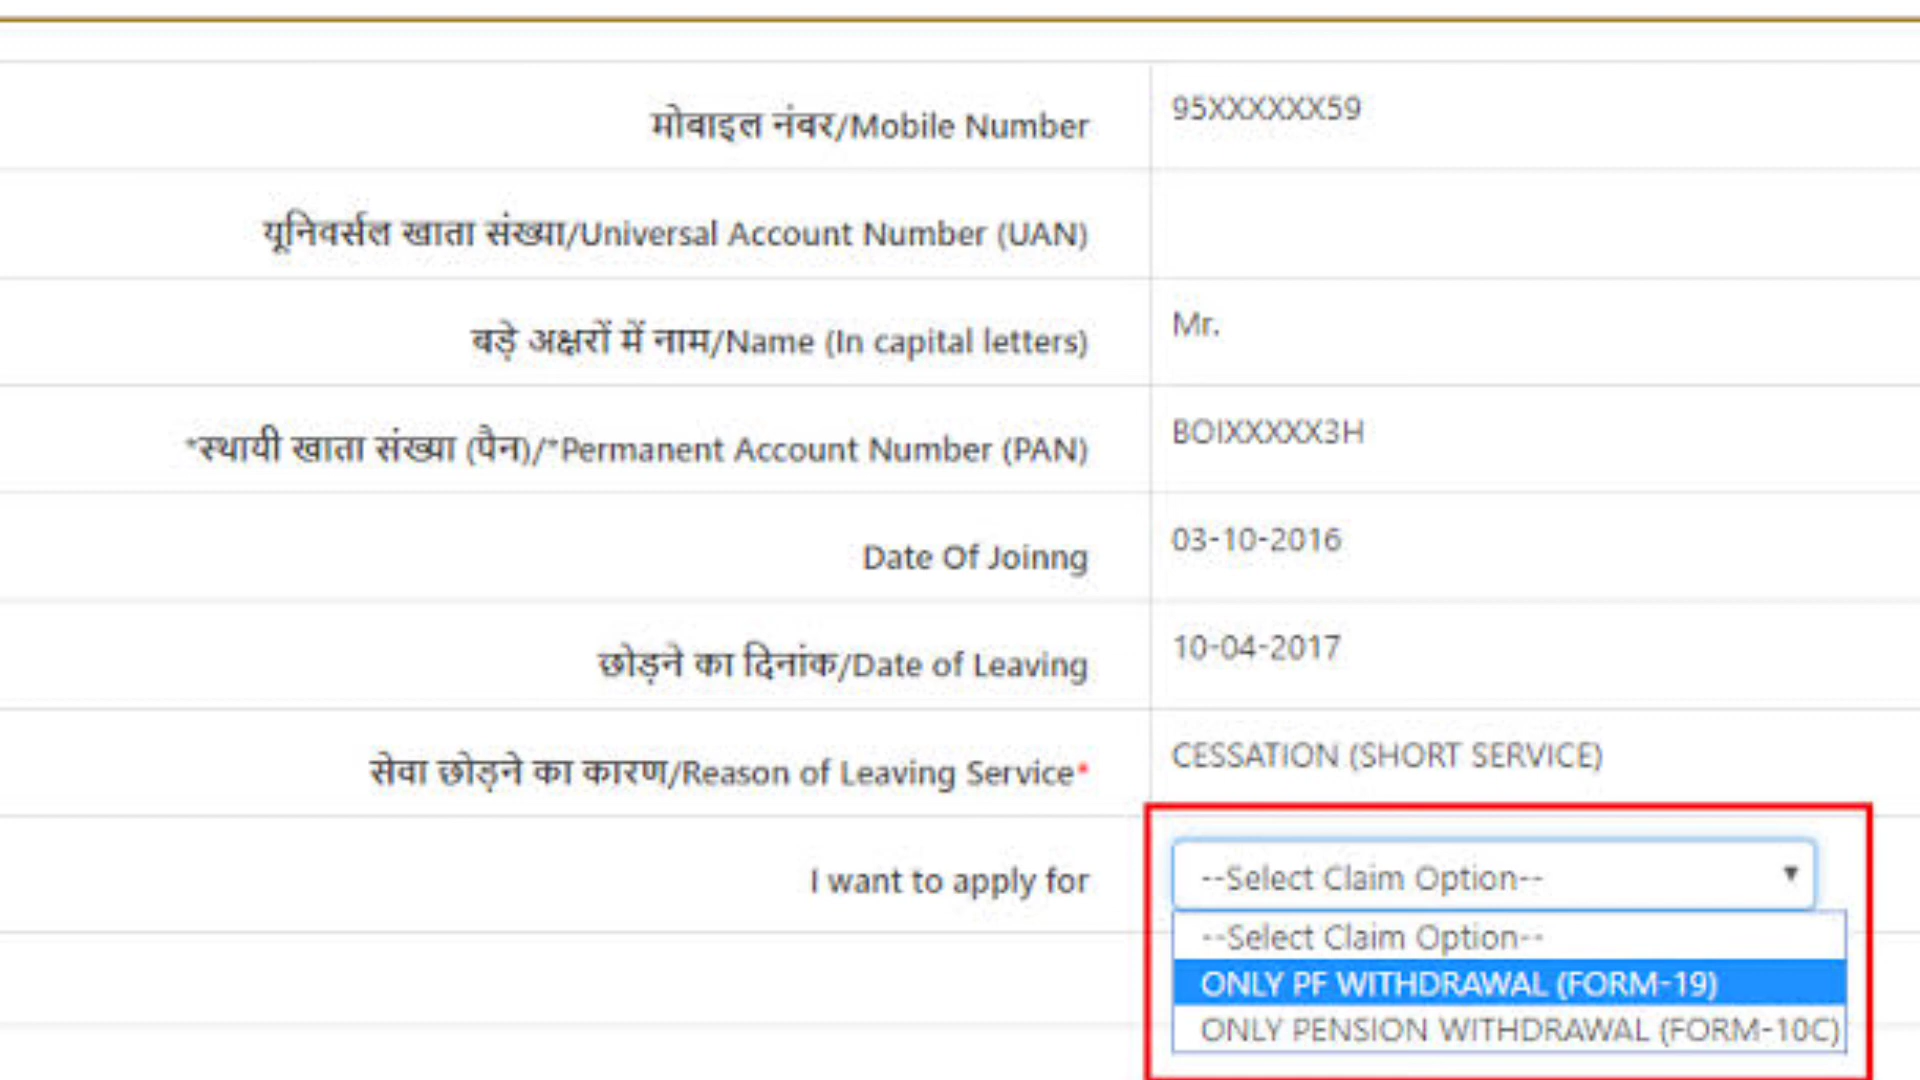 मोवाइल नंवर/Mobile Number 95XXXXXX59
यूनिवर्सल खाता संख्या/Universal Account Number (UAN)
बड़े अक्षरों में नाम/Name (In capital letters) Mr.
*स्थायी खाता संख्या (पैन)/*Permanent Account Number (PAN) BOIXXXXX3H
Date Of Joinng 03-10-2016
छोड़ने का दिनांक/Date of Leaving 10-04-2017
सेवा छोड़ने का कारण/Reason of Leaving Service* CESSATION (SHORT SERVICE)
I want to apply for --Select Claim Option--
--Select Claim Option--
ONLY PF WITHDRAWAL (FORM-19)
ONLY PENSION WITHDRAWAL (FORM-10C)